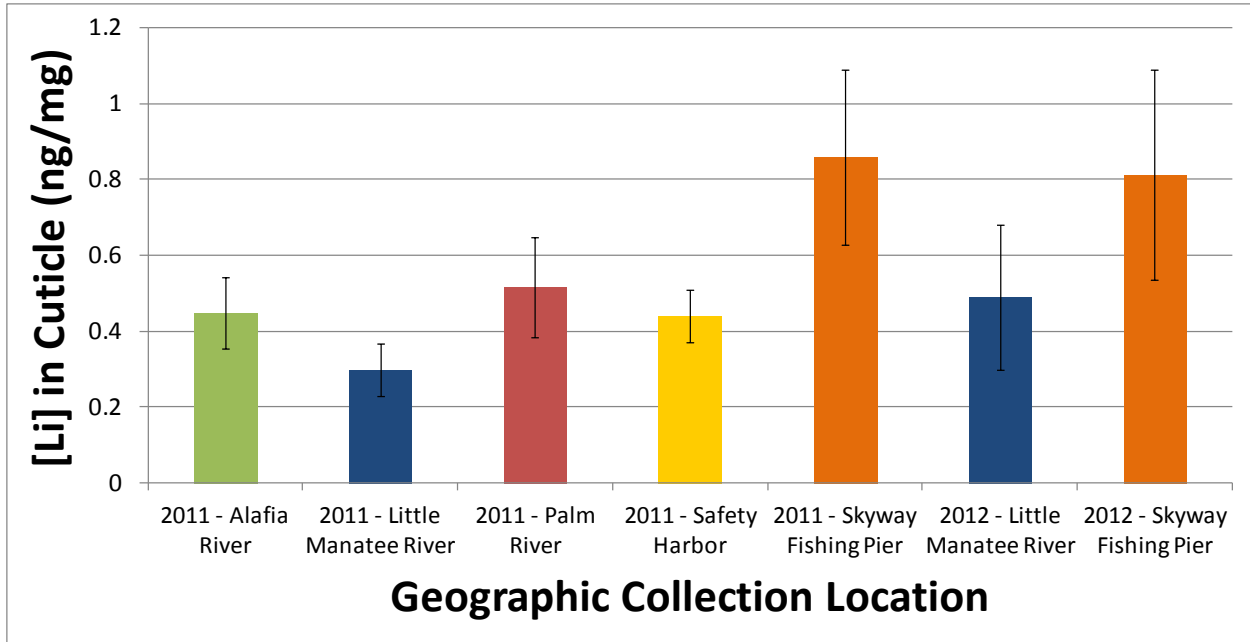 [Li] in Cuticle (ng/mg)
1.2
1
0.8
0.6
0.4
0.2
0
2011 - Alafia
River
2011 - Little
Manatee River
2011 - Palm
River
2011 - Safety
Harbor
2011 - Skyway
Fishing Pier
2012 - Little
Manatee River
2012 - Skyway
Fishing Pier
Geographic Collection Location